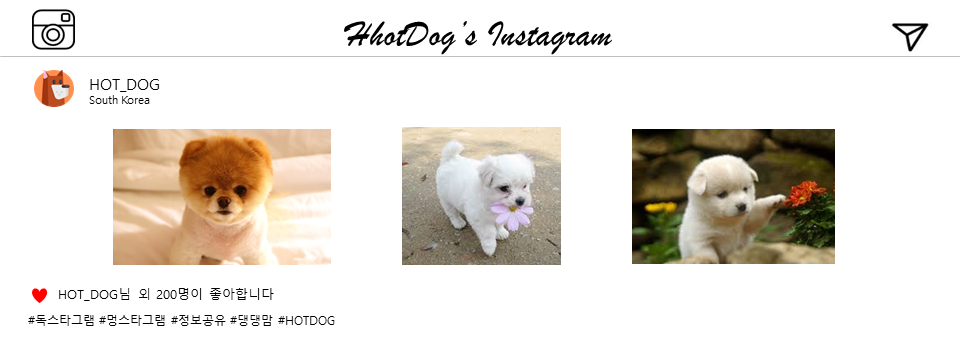 HhotDog's Instagram
HOT_DOG
South Korea
HOT_DOG님 외 200명이 좋아합니다
#독스타그램 #멍스타그램 #정보공유 #댕댕맘 #HOTDOG